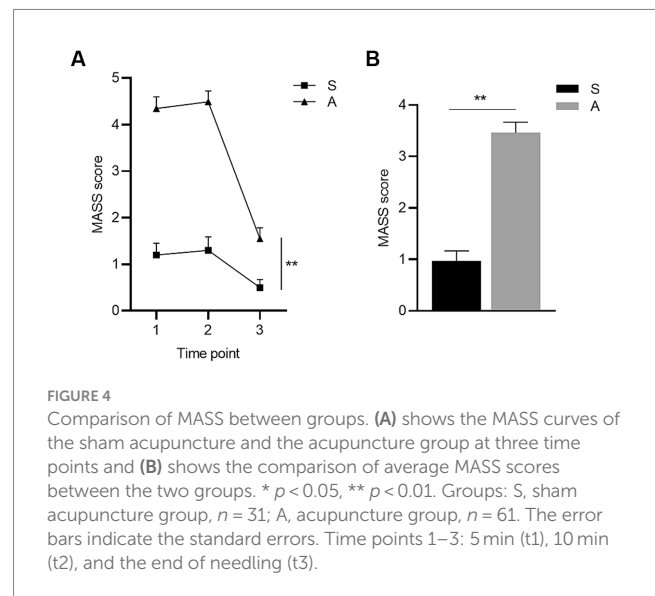 A
B
5
4
3
2
1
0
MASS score
1 2 3
Time point
S
A
**
4
3
2
1
0
MASS score
**
S
A
FIGURE 4
Comparison of MASS between groups. (A) shows the MASS curves of
the sham acupuncture and the acupuncture group at three time
points and (B) shows the comparison of average MASS scores
between the two groups. * p < 0.05, ** p < 0.01. Groups: S, sham
acupuncture group, n = 31; A, acupuncture group, n = 61. The error
bars indicate the standard errors. Time points 1–3: 5 min (t1), 10 min
(t2), and the end of needling (t3).